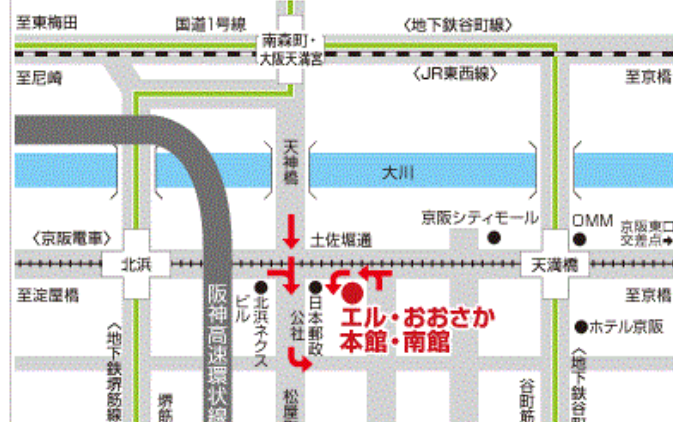 至東梅田
国道1号線
〈地下鉄谷町線〉
南森町・
大阪天満宮
至尼崎
〈JR東西線〉
至京橋
天神橋
大川
京阪シティモール
OMM
京阪東口
交差点→
〈京阪電車〉
土佐堀通
北浜
天満橋
至淀屋橋
至京橋
阪神高速環状線
北浜ネクス
ビル
日本郵政
公社
エル・おおさか
本館・南館
ホテル京阪
〈地下鉄堺筋線
堺筋
松屋
谷町筋
〈地下鉄谷町